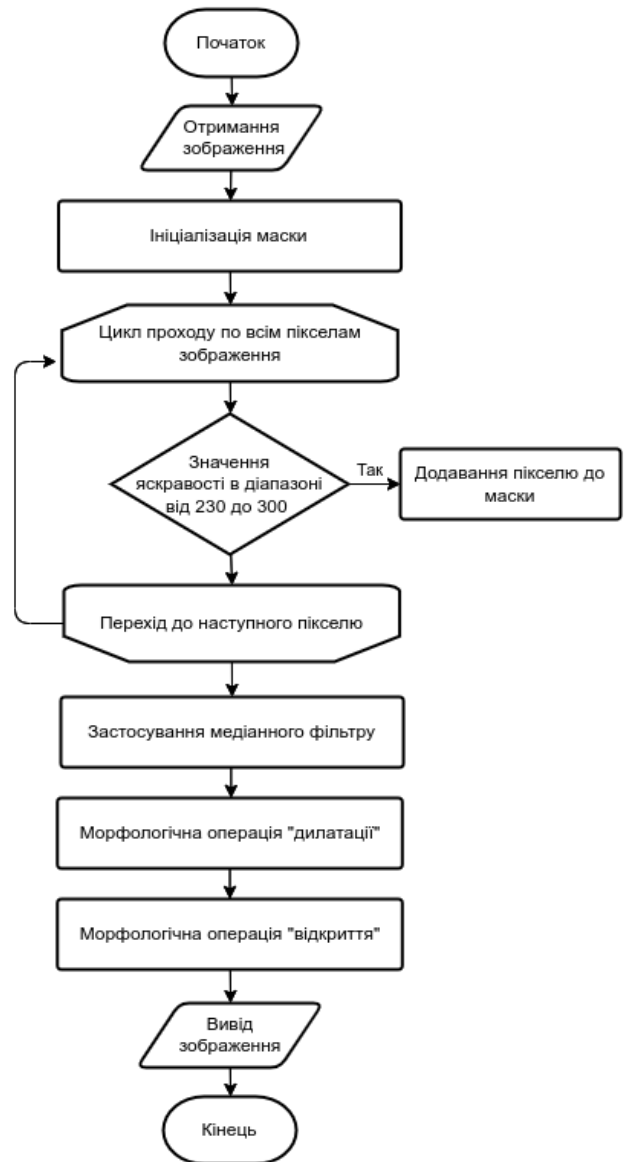 Початок
Отримання
зображення
Ініціалізація маски
Цикл проходу по всім пікселам
зображення
Значення
яскравості в діапазоні
від 230 до 300
Так
Додавання пікселю до
маски
Перехід до наступного пікселю
Застосування медіанного фільтру
Морфологічна операція "дилатації"
Морфологічна операція "відкриття"
Вивід
зображення
Кінець